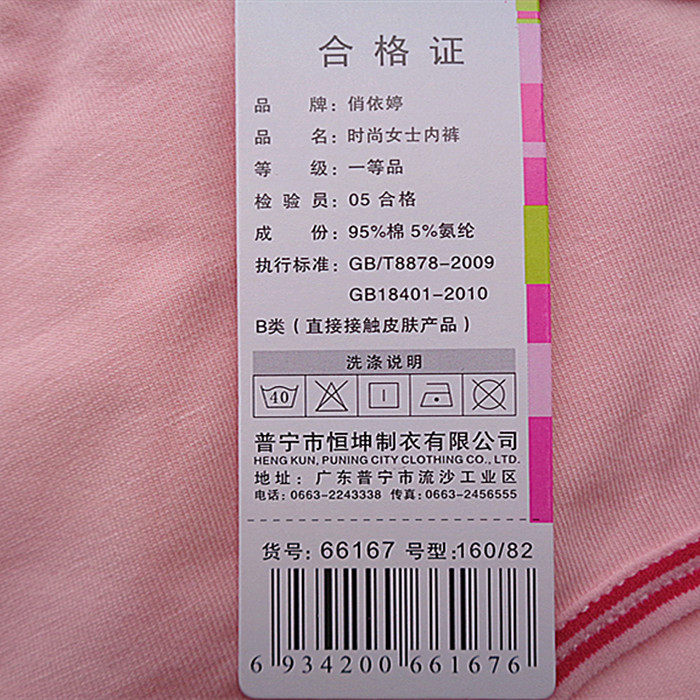 合格证
品 牌：俏依婷
品 名：时尚女士内裤
等 级：一等品
检 验 员：05 合格
成 份：95%棉 5%氨纶
执行标准：GB/T8878-2009
GB18401-2010
B类（直接接触皮肤产品）
洗涤说明
40
普宁市恒坤制衣有限公司
HENG KUN, PUNING CITY CLOTHING CO., LTD.
地址：广东普宁市流沙工业区
电话：0663-2243338 传真：0663-2456555
货号：66167 号型：160/82
6 934200 661676